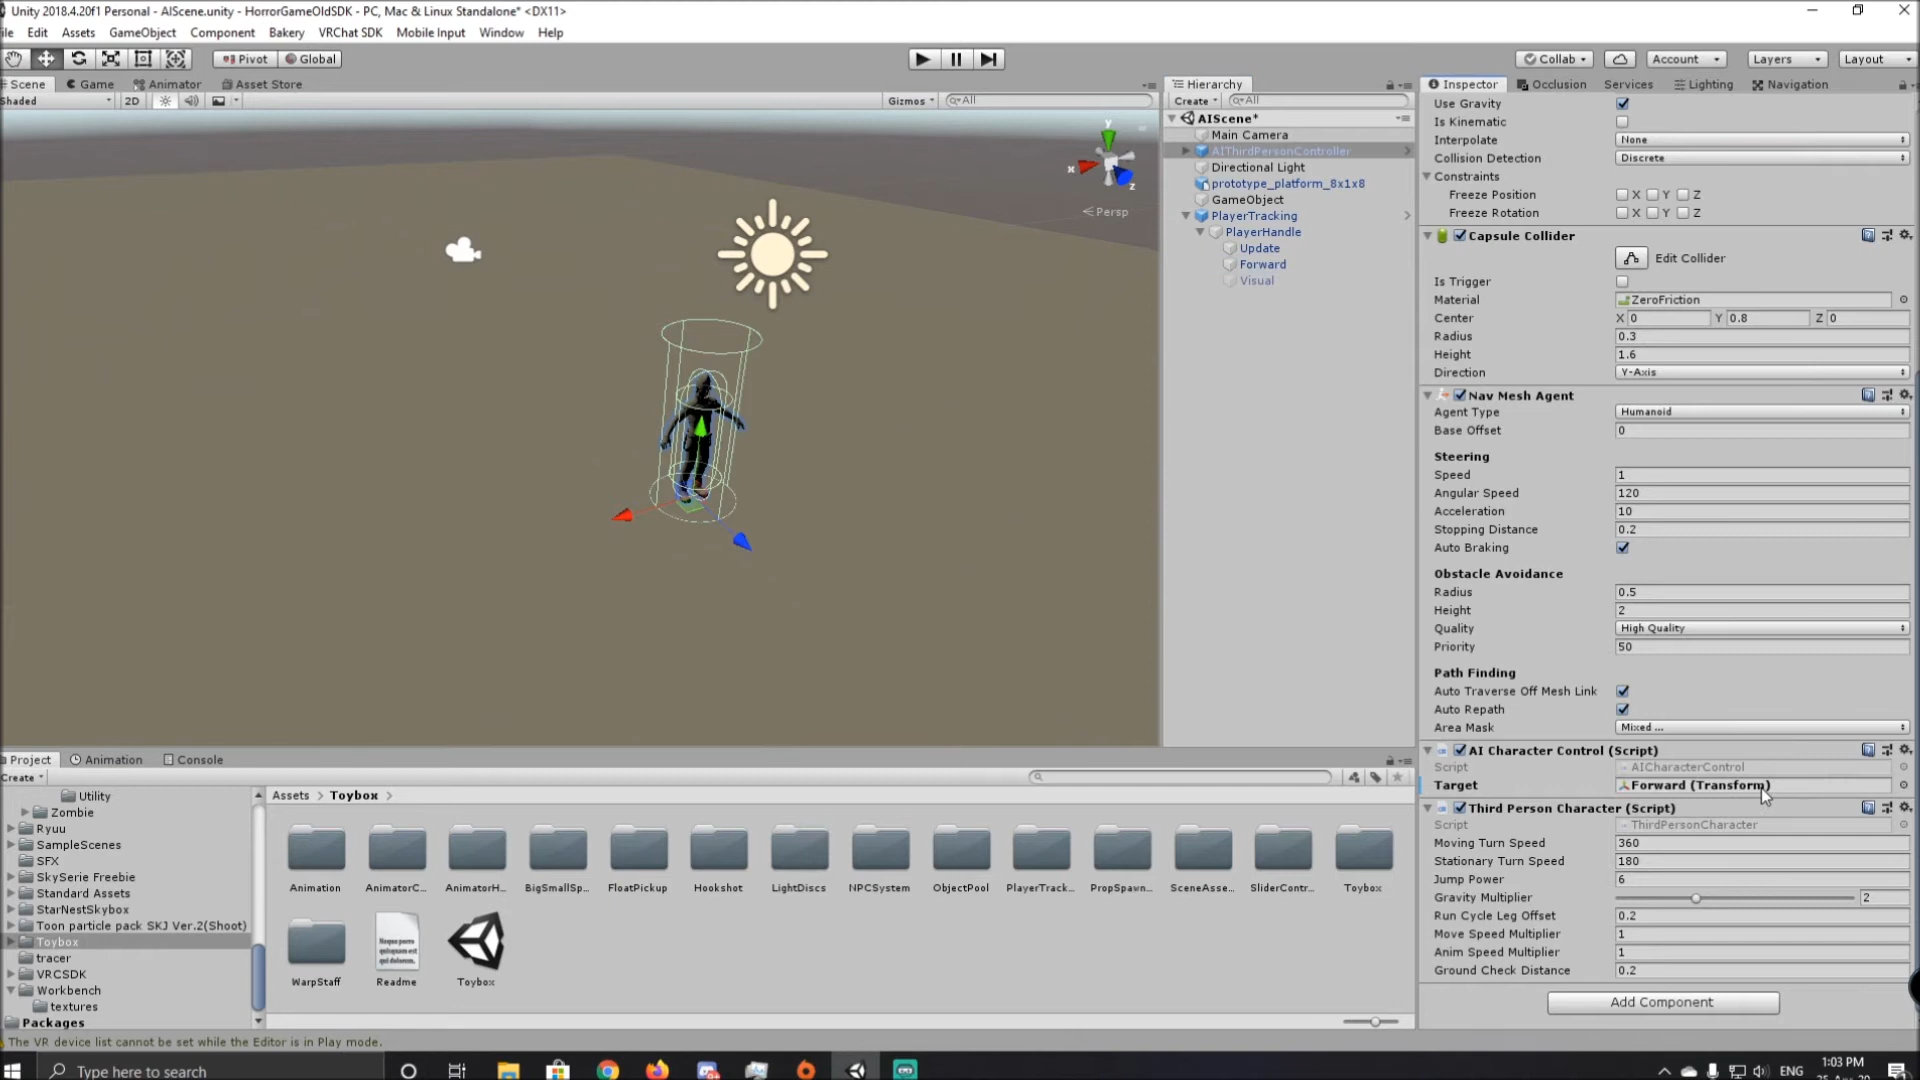 Unity 2018.4.20f1 Personal - AIScene.unity - HorrorGameOldSDK - PC, Mac & Linux Standalone* <DX11>
ile Edit Assets GameObject Component Bakery VRChat SDK Mobile Input Window Help
Pivot Global Collab Account Layers Layout
Scene Game Animator Asset Store
Shaded 2D Gizmos All
y
x
z
Persp
Hierarchy
Create All
AIScene*
Main Camera
AIThirdPersonController
Directional Light
prototype_platform_8x1x8
GameObject
PlayerTracking
PlayerHandle
Update
Forward
Visual
Inspector Occlusion Services Lighting Navigation
Use Gravity
Is Kinematic
Interpolate None
Collision Detection Discrete
Constraints
Freeze Position X Y Z
Freeze Rotation X Y Z
Capsule Collider
Edit Collider
Is Trigger
Material ZeroFriction
Center X 0 Y 0.8 Z 0
Radius 0.3
Height 1.6
Direction Y-Axis
Nav Mesh Agent
Agent Type Humanoid
Base Offset 0
Steering
Speed 1
Angular Speed 120
Acceleration 10
Stopping Distance 0.2
Auto Braking
Obstacle Avoidance
Radius 0.5
Height 2
Quality High Quality
Priority 50
Path Finding
Auto Traverse Off Mesh Link
Auto Repath
Area Mask Mixed ...
AI Character Control (Script)
Script AICharacterControl
Target Forward (Transform)
Third Person Character (Script)
Script ThirdPersonCharacter
Moving Turn Speed 360
Stationary Turn Speed 180
Jump Power 6
Gravity Multiplier 2
Run Cycle Leg Offset 0.2
Move Speed Multiplier 1
Anim Speed Multiplier 1
Ground Check Distance 0.2
Add Component
Project Animation Console
Create
Utility
Zombie
Ryuu
SampleScenes
SFX
SkySerie Freebie
Standard Assets
StarNestSkybox
Toon particle pack SKJ Ver.2(Shoot)
Toybox
tracer
VRCSDK
Workbench
textures
Packages
Assets Toybox
Animation AnimatorC... AnimatorH... BigSmallSp... FloatPickup Hookshot LightDiscs NPCSystem ObjectPool PlayerTrack... PropSpawn... SceneAsse... SliderContr... Toybox
WarpStaff Readme Toybox
The VR device list cannot be set while the Editor is in Play mode.
Type here to search
ENG
1:03 PM